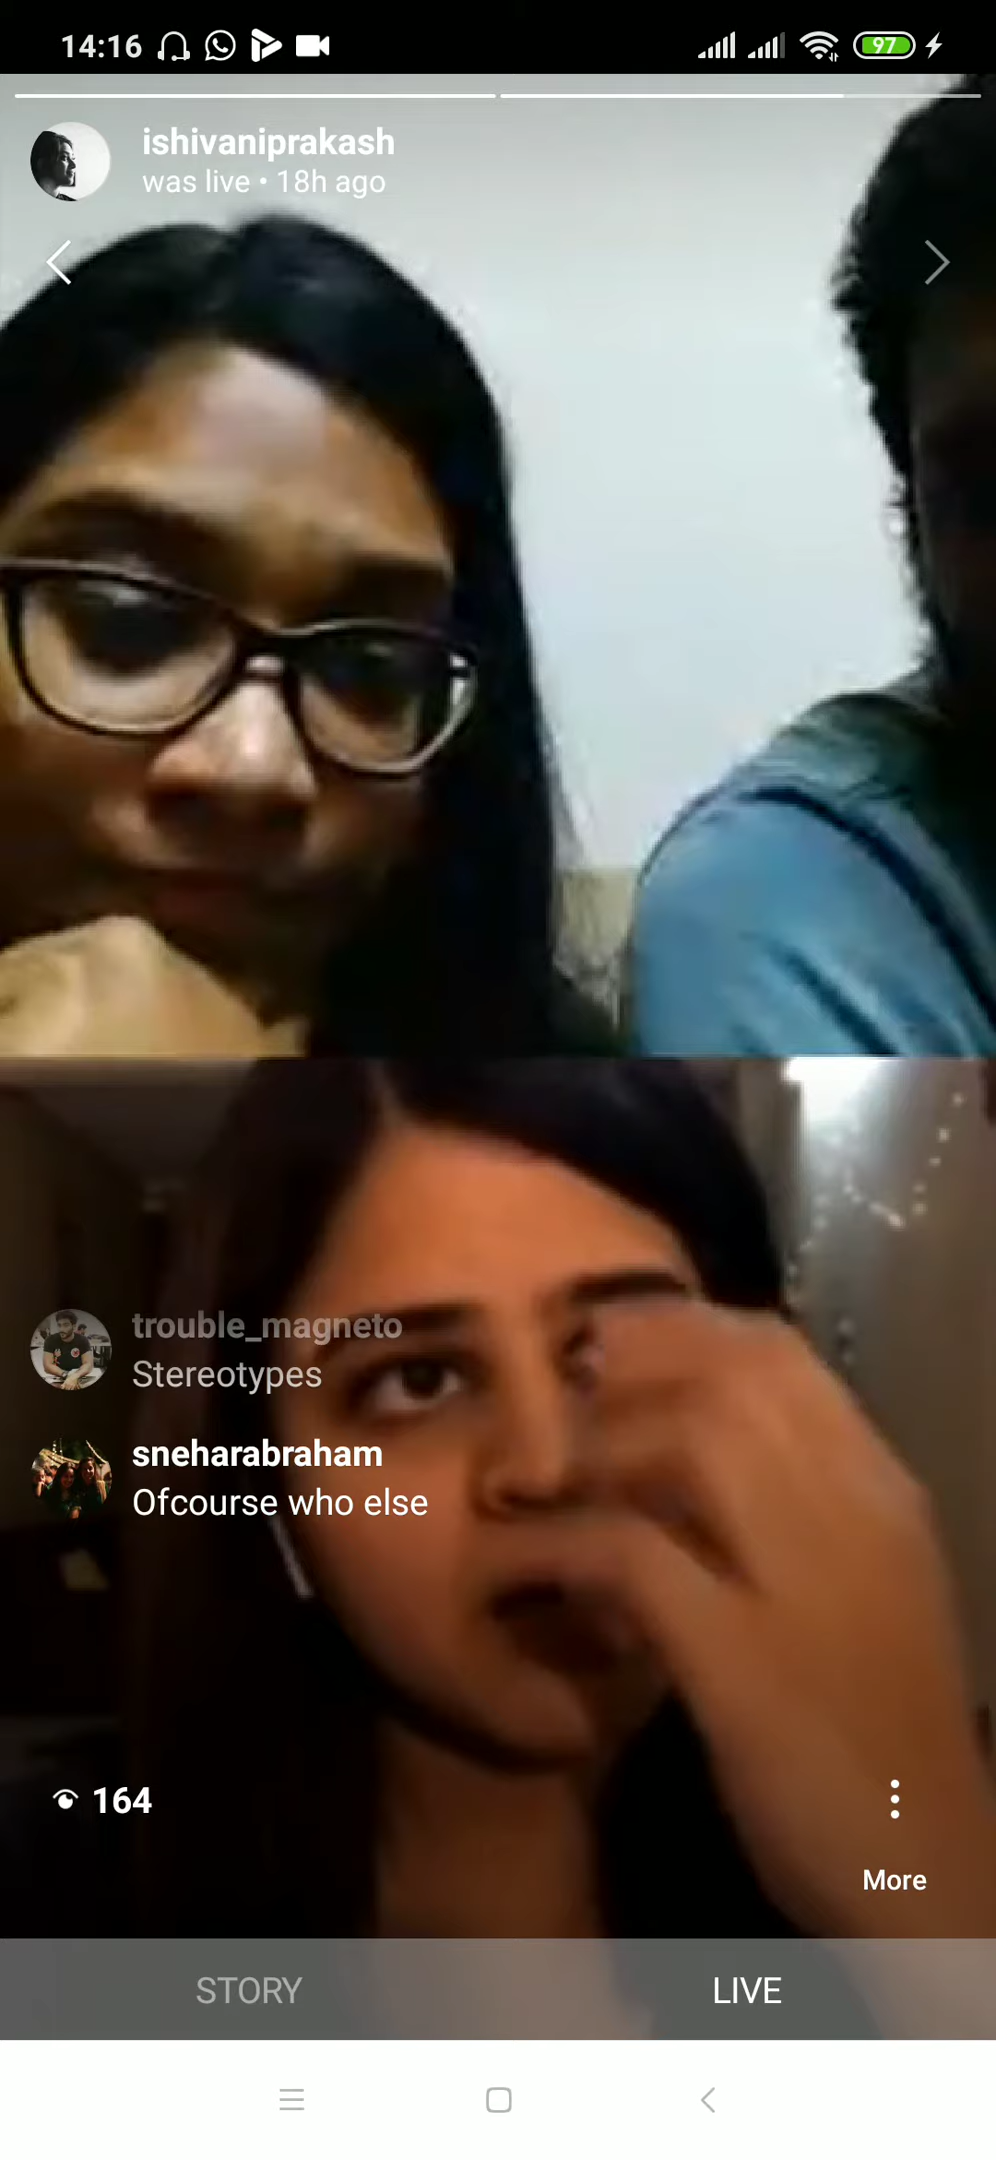 14:16
97
ishivaniprakash
was live • 18h ago
trouble_magneto
Stereotypes
sneharabraham
Ofcourse who else
164
More
STORY
LIVE